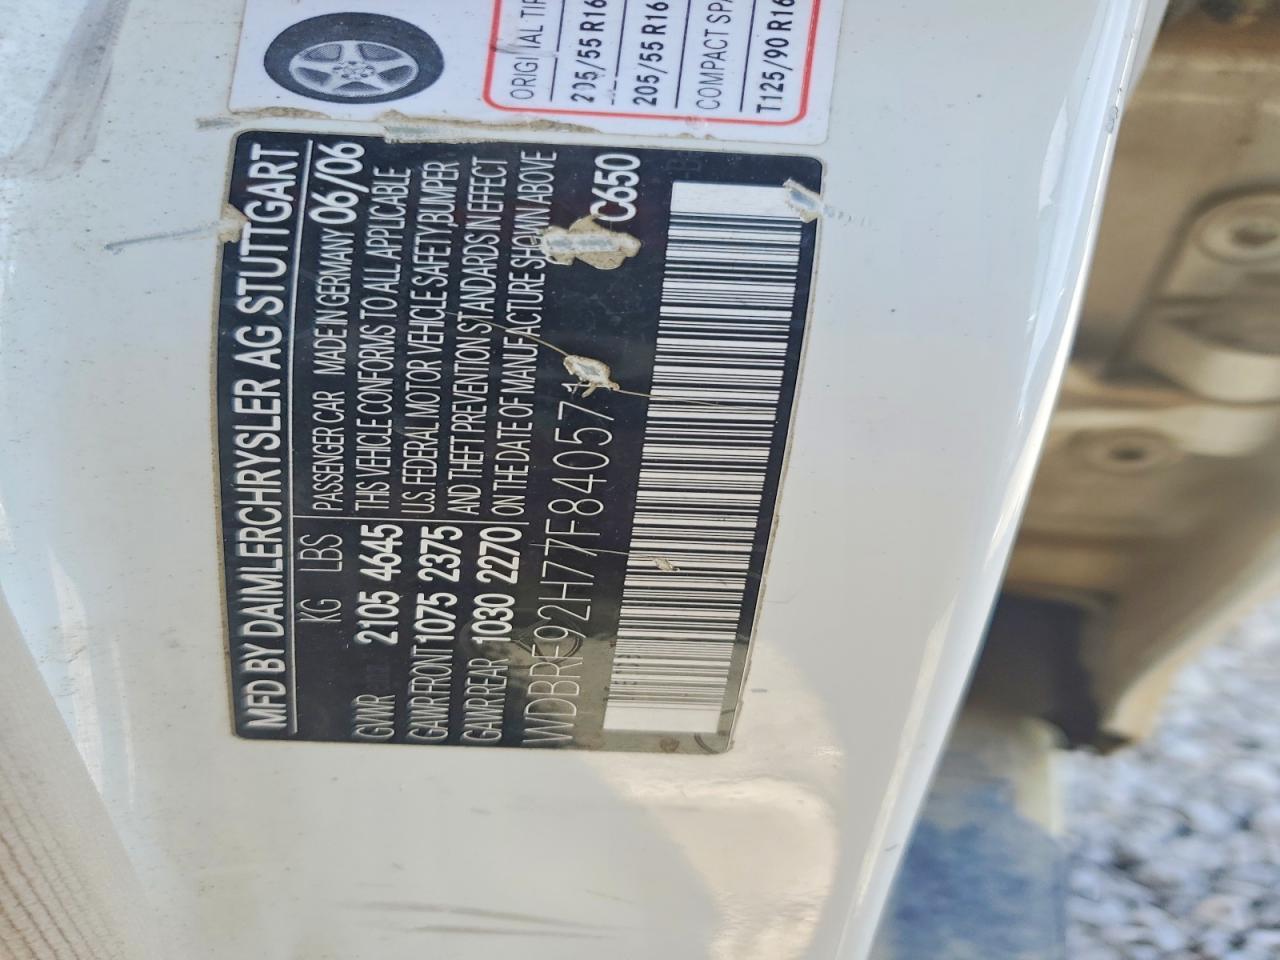 ORIGINAL TIR
205/55 R16
205/55 R16
COMPACT SPA
T125/90 R16
MFD BY DAIMLERCHRYSLER AG STUTTGART
KG LBS PASSENGER CAR MADE IN GERMANY 06/06
GVWR 2105 4645 THIS VEHICLE CONFORMS TO ALL APPLICABLE
GAWR FRONT 1075 2375 U.S. FEDERAL MOTOR VEHICLE SAFETY, BUMPER
GAWR REAR 1030 2270 AND THEFT PREVENTION STANDARDS IN EFFECT
ON THE DATE OF MANUFACTURE SHOWN ABOVE
WDBRF92H77F840571 C650